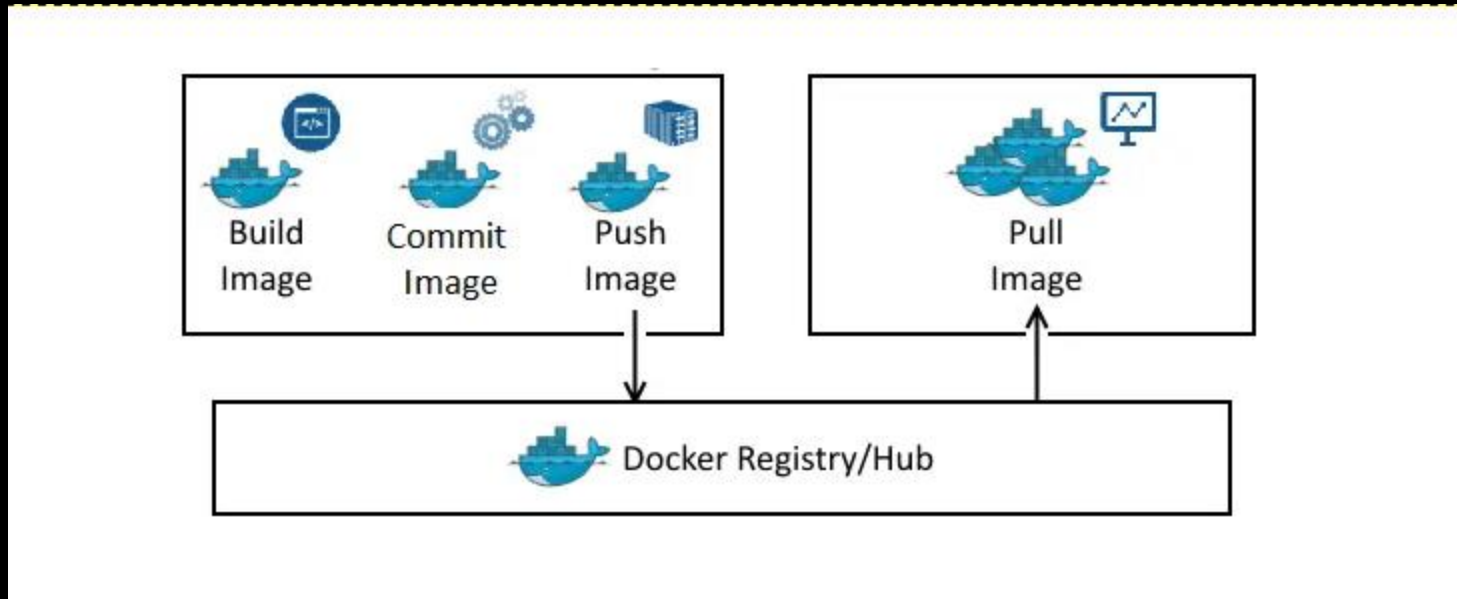 Build
Image
Commit
Image
Push
Image
Pull
Image
Docker Registry/Hub